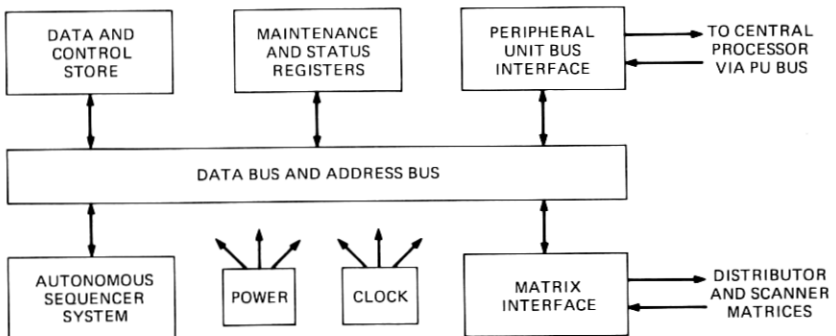 DATA AND
CONTROL
STORE
MAINTENANCE
AND STATUS
REGISTERS
PERIPHERAL
UNIT BUS
INTERFACE
TO CENTRAL
PROCESSOR
VIA PU BUS
DATA BUS AND ADDRESS BUS
AUTONOMOUS
SEQUENCER
SYSTEM
POWER
CLOCK
MATRIX
INTERFACE
DISTRIBUTOR
AND SCANNER
MATRICES